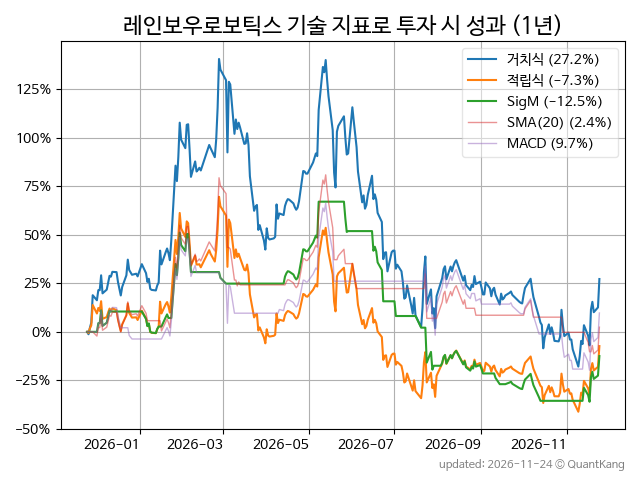 레인보우로보틱스 기술 지표로 투자 시 성과 (1년)
거치식 (27.2%)
적립식 (−7.3%)
SigM (−12.5%)
SMA(20) (2.4%)
MACD (9.7%)
125%
100%
75%
50%
25%
0%
−25%
−50%
2026−01 2026−03 2026−05 2026−07 2026−09 2026−11
updated: 2026-11-24 © QuantKang